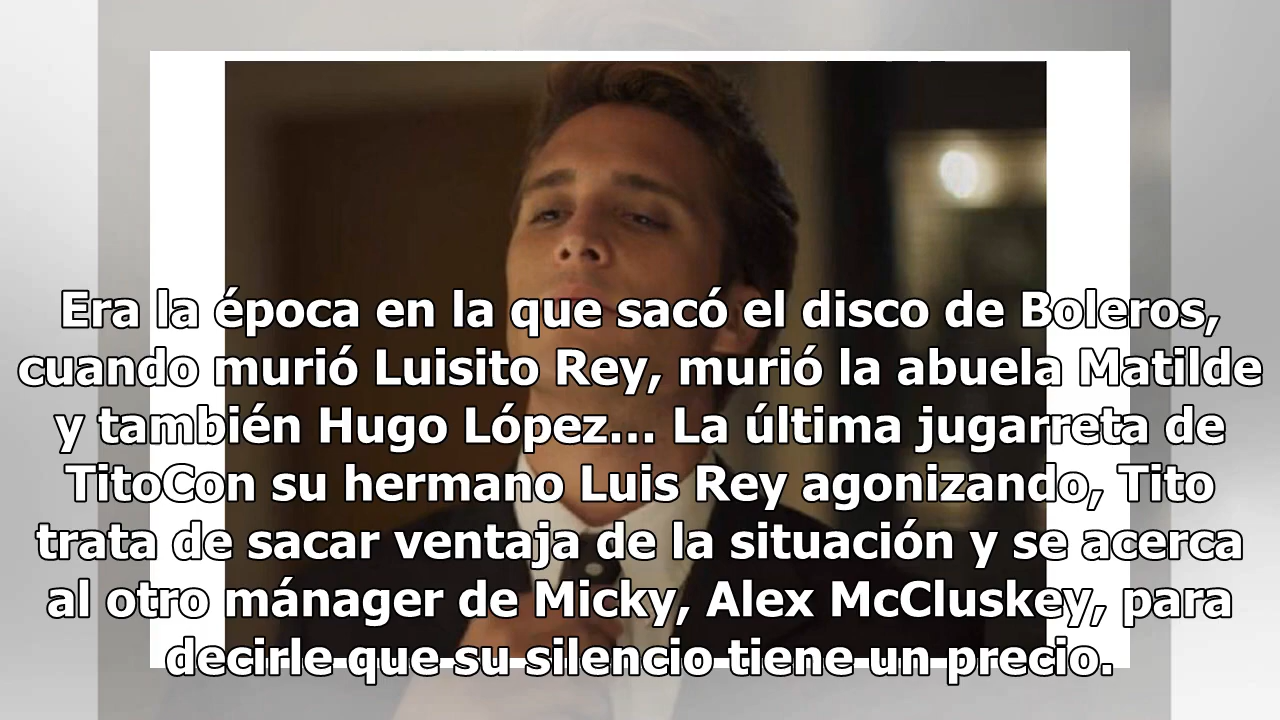 Era la época en la que sacó el disco de Boleros,
cuando murió Luisito Rey, murió la abuela Matilde
y también Hugo López... La última jugarreta de
TitoCon su hermano Luis Rey agonizando, Tito
trata de sacar ventaja de la situación y se acerca
al otro mánager de Micky, Alex McCluskey, para
decirle que su silencio tiene un precio.